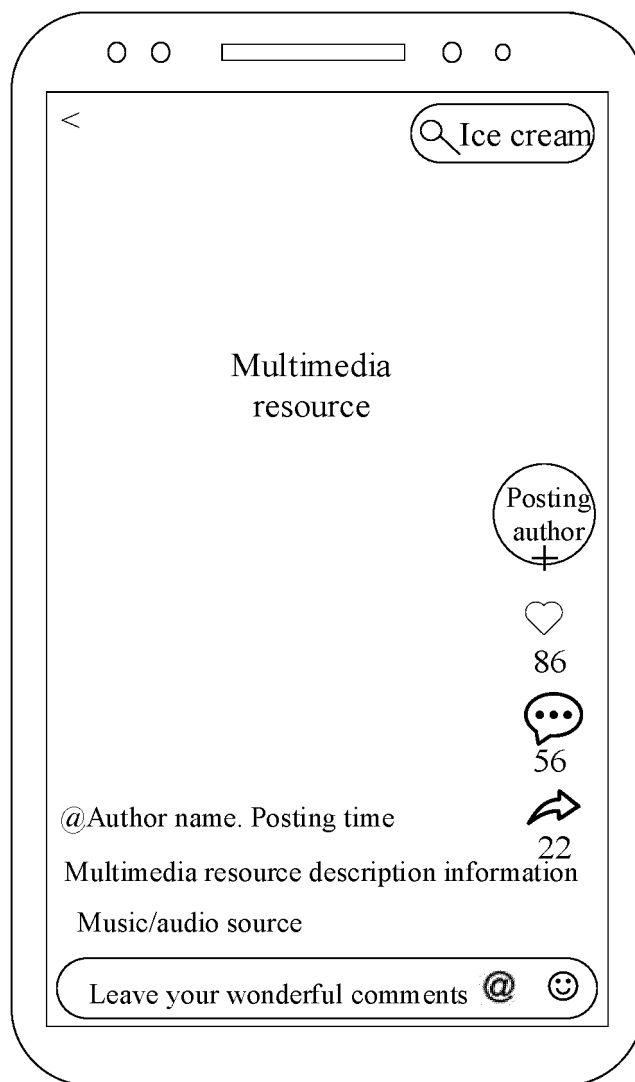 <
Ice cream
Multimedia
resource
Posting
author
86
56
@Author name. Posting time
22
Multimedia resource description information
Music/audio source
Leave your wonderful comments @